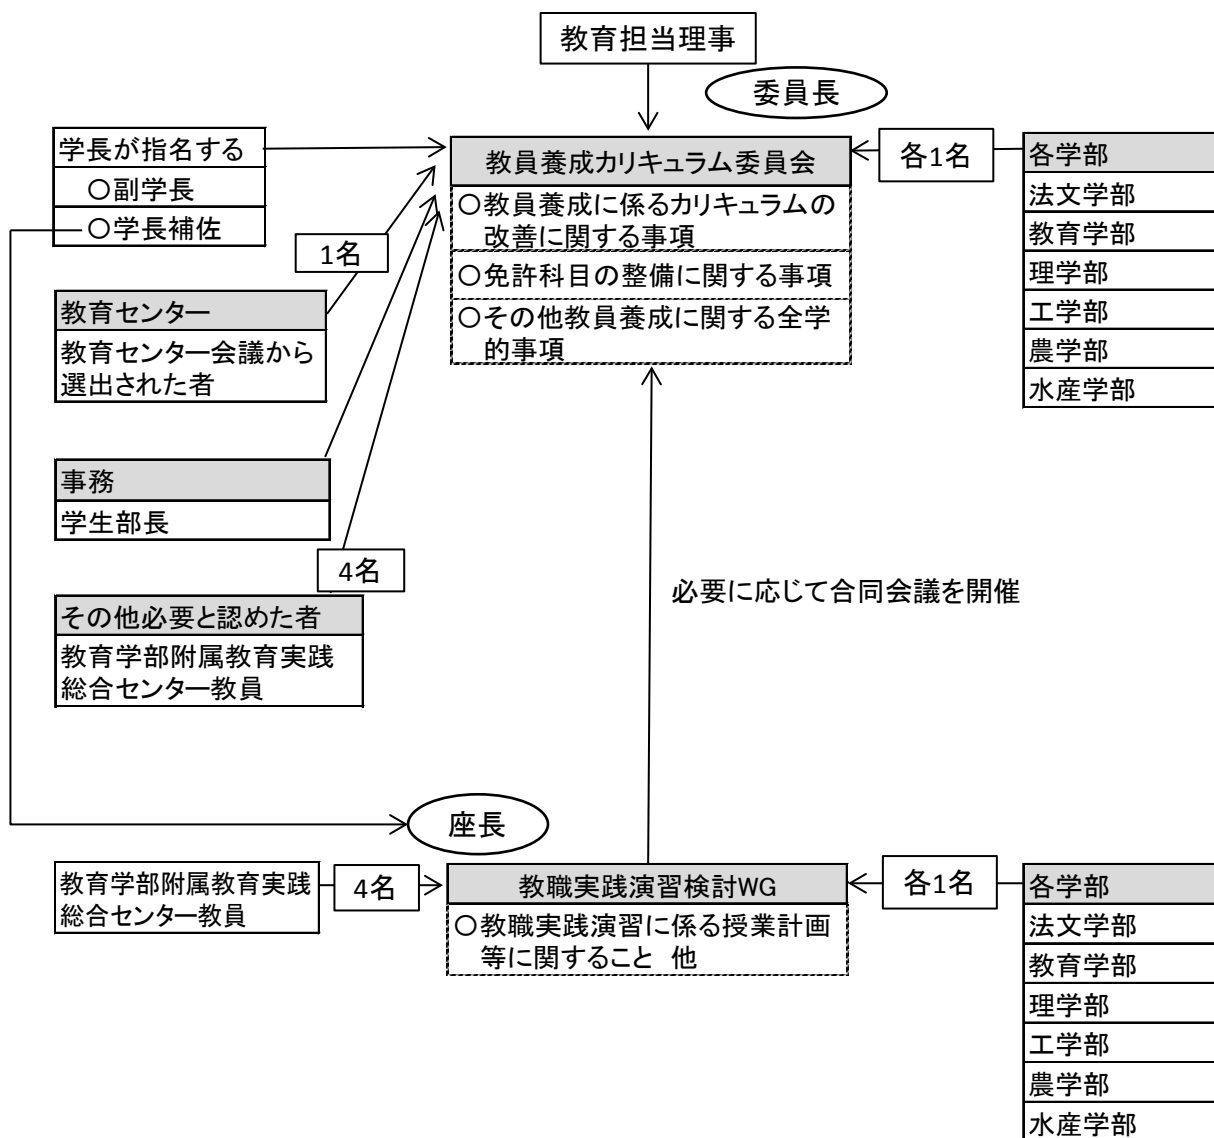 教育担当理事
委員長
学長が指名する
○副学長
○学長補佐
教員養成カリキュラム委員会
○教員養成に係るカリキュラムの
改善に関する事項
○免許科目の整備に関する事項
○その他教員養成に関する全学
的事項
各1名
各学部
法文学部
教育学部
理学部
工学部
農学部
水産学部
1名
教育センター
教育センター会議から
選出された者
事務
学生部長
4名
その他必要と認めた者
教育学部附属教育実践
総合センター教員
必要に応じて合同会議を開催
座長
教育学部附属教育実践
総合センター教員
4名
教職実践演習検討WG
○教職実践演習に係る授業計画
等に関すること 他
各1名
各学部
法文学部
教育学部
理学部
工学部
農学部
水産学部